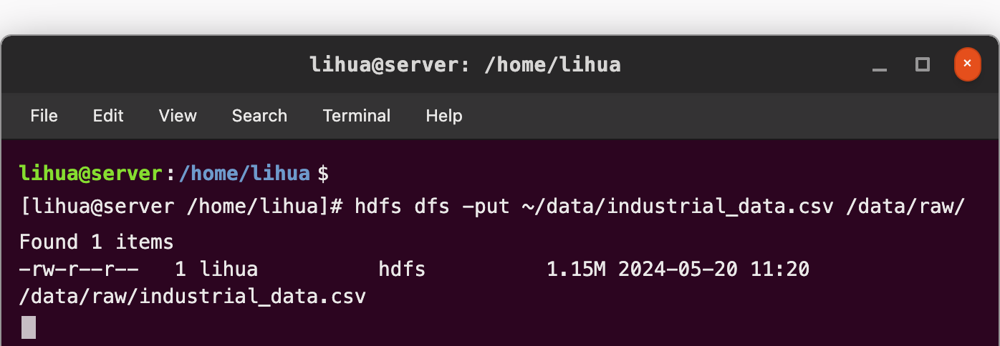 lihua@server: /home/lihua
×
File Edit View Search Terminal Help
lihua@server:/home/lihua $
[lihua@server /home/lihua]# hdfs dfs -put ~/data/industrial_data.csv /data/raw/
Found 1 items
-rw-r--r--   1 lihua          hdfs          1.15M 2024-05-20 11:20
/data/raw/industrial_data.csv